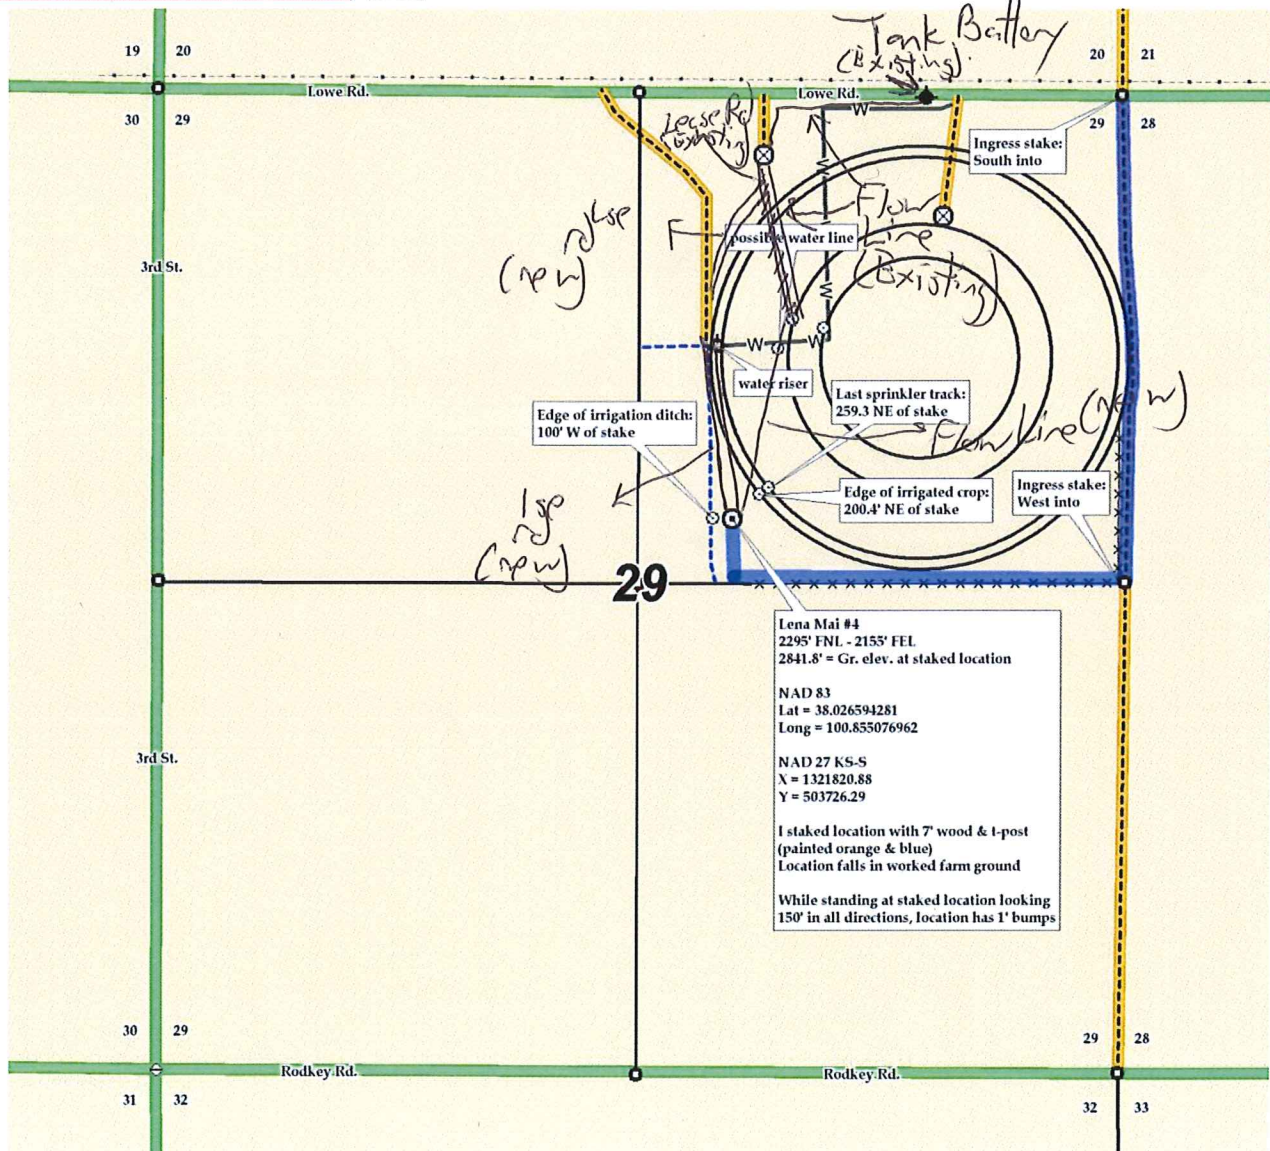 Tank Battery
(Existing)
19 20
20 21
Lowe Rd.
Lowe Rd.
W
30 29
29 28
Lease Rd
(Existing)
Ingress stake:
South into
W
Flow
Line
(Existing)
possible water line
lse
rd
(new)
3rd St.
W
W W
water riser
Last sprinkler track:
259.3 NE of stake
Edge of irrigation ditch:
100' W of stake
Flow Line (new)
Edge of irrigated crop:
200.4' NE of stake
Ingress stake:
West into
lse
rd
(new)
29
Lena Mai #4
2295' FNL - 2155' FEL
2841.8' = Gr. elev. at staked location
NAD 83
Lat = 38.026594281
Long = 100.855076962
NAD 27 KS-S
X = 1321820.88
Y = 503726.29
3rd St.
I staked location with 7' wood & t-post
(painted orange & blue)
Location falls in worked farm ground
While standing at staked location looking
150' in all directions, location has 1' bumps
30 29
29 28
Rodkey Rd.
Rodkey Rd.
31 32
32 33